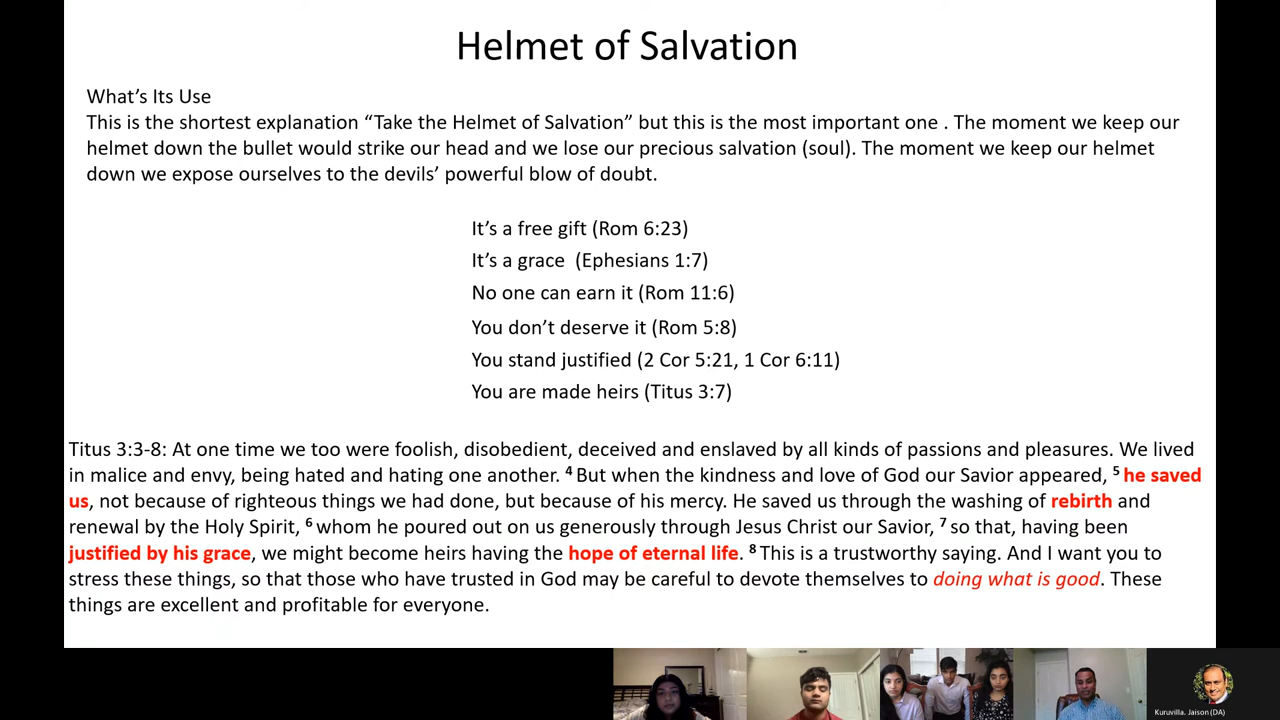 Helmet of Salvation
What's Its Use
This is the shortest explanation “Take the Helmet of Salvation” but this is the most important one . The moment we keep our
helmet down the bullet would strike our head and we lose our precious salvation (soul). The moment we keep our helmet
down we expose ourselves to the devils’ powerful blow of doubt.
It’s a free gift (Rom 6:23)
It’s a grace  (Ephesians 1:7)
No one can earn it (Rom 11:6)
You don’t deserve it (Rom 5:8)
You stand justified (2 Cor 5:21, 1 Cor 6:11)
You are made heirs (Titus 3:7)
Titus 3:3-8: At one time we too were foolish, disobedient, deceived and enslaved by all kinds of passions and pleasures. We lived
in malice and envy, being hated and hating one another. 4 But when the kindness and love of God our Savior appeared, 5 he saved
us, not because of righteous things we had done, but because of his mercy. He saved us through the washing of rebirth and
renewal by the Holy Spirit, 6 whom he poured out on us generously through Jesus Christ our Savior, 7 so that, having been
justified by his grace, we might become heirs having the hope of eternal life. 8 This is a trustworthy saying. And I want you to
stress these things, so that those who have trusted in God may be careful to devote themselves to doing what is good. These
things are excellent and profitable for everyone.
Kuruvilla. Jaison (DA)